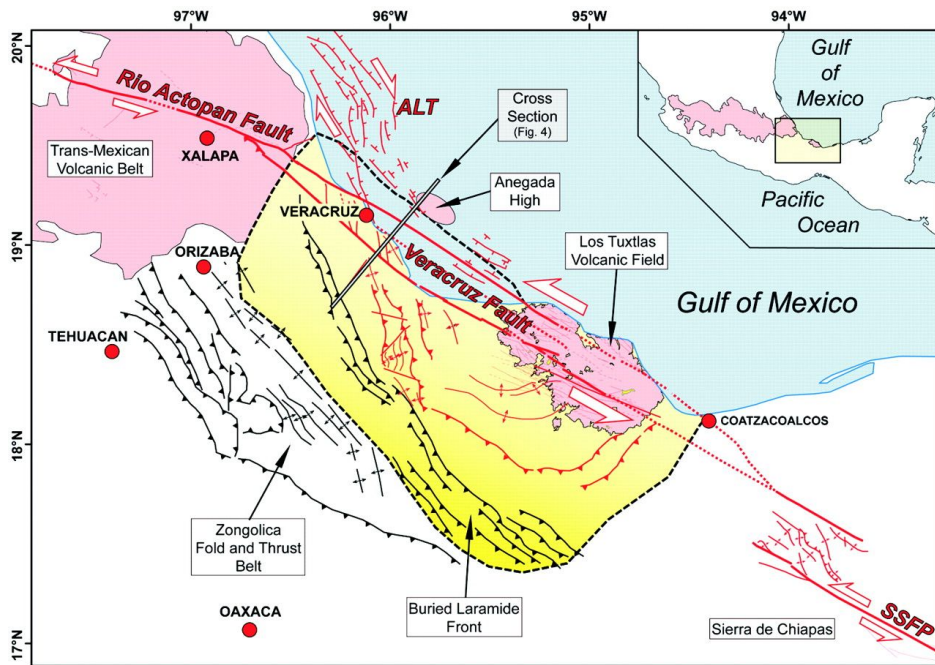 97°W
96°W
95°W
94°W
20°N
19°N
18°N
17°N
Rio Actopan Fault
ALT
Cross
Section
(Fig. 4)
Gulf
of
Mexico
Pacific
Ocean
Trans-Mexican
Volcanic Belt
XALAPA
Anegada
High
VERACRUZ
ORIZABA
Los Tuxtlas
Volcanic Field
Veracruz Fault
Gulf of Mexico
TEHUACAN
COATZACOALCOS
Zongolica
Fold and Thrust
Belt
Buried Laramide
Front
OAXACA
Sierra de Chiapas
SSFP